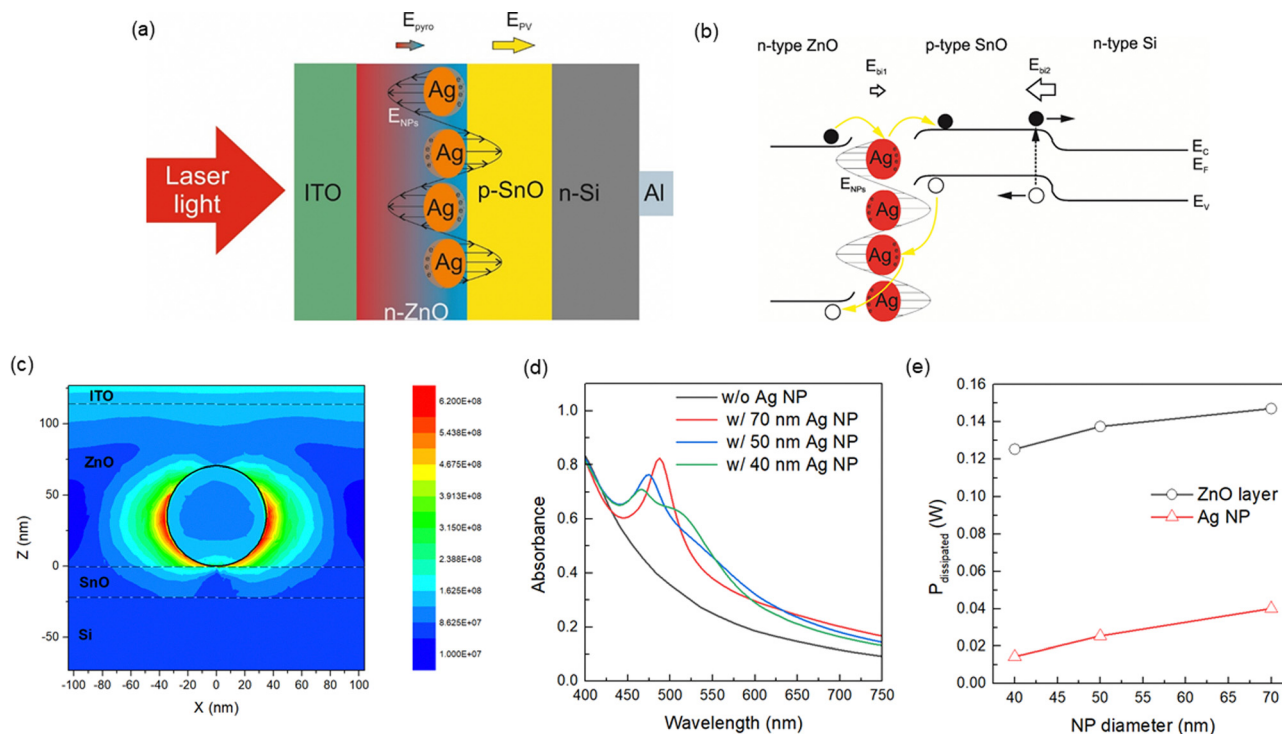 (a)
E_pyro
E_PV
Laser
light
ITO
Ag
E_NPs
Ag
Ag
Ag
n-ZnO
p-SnO
n-Si
Al
(b)
n-type ZnO
p-type SnO
n-type Si
E_bi1
E_bi2
Ag
E_NPs
Ag
Ag
Ag
E_C
E_F
E_V
(c)
ITO
ZnO
SnO
Si
100
50
0
-50
Z (nm)
-100 -80 -60 -40 -20 0 20 40 60 80 100
X (nm)
6.200E+08
5.438E+08
4.675E+08
3.913E+08
3.150E+08
2.388E+08
1.625E+08
8.625E+07
1.000E+07
(d)
w/o Ag NP
w/ 70 nm Ag NP
w/ 50 nm Ag NP
w/ 40 nm Ag NP
1.0
0.8
0.6
0.4
0.2
0.0
Absorbance
400 450 500 550 600 650 700 750
Wavelength (nm)
(e)
0.16
0.14
0.12
0.10
0.08
0.06
0.04
0.02
0.00
P_dissipated (W)
ZnO layer
Ag NP
40 45 50 55 60 65 70
NP diameter (nm)